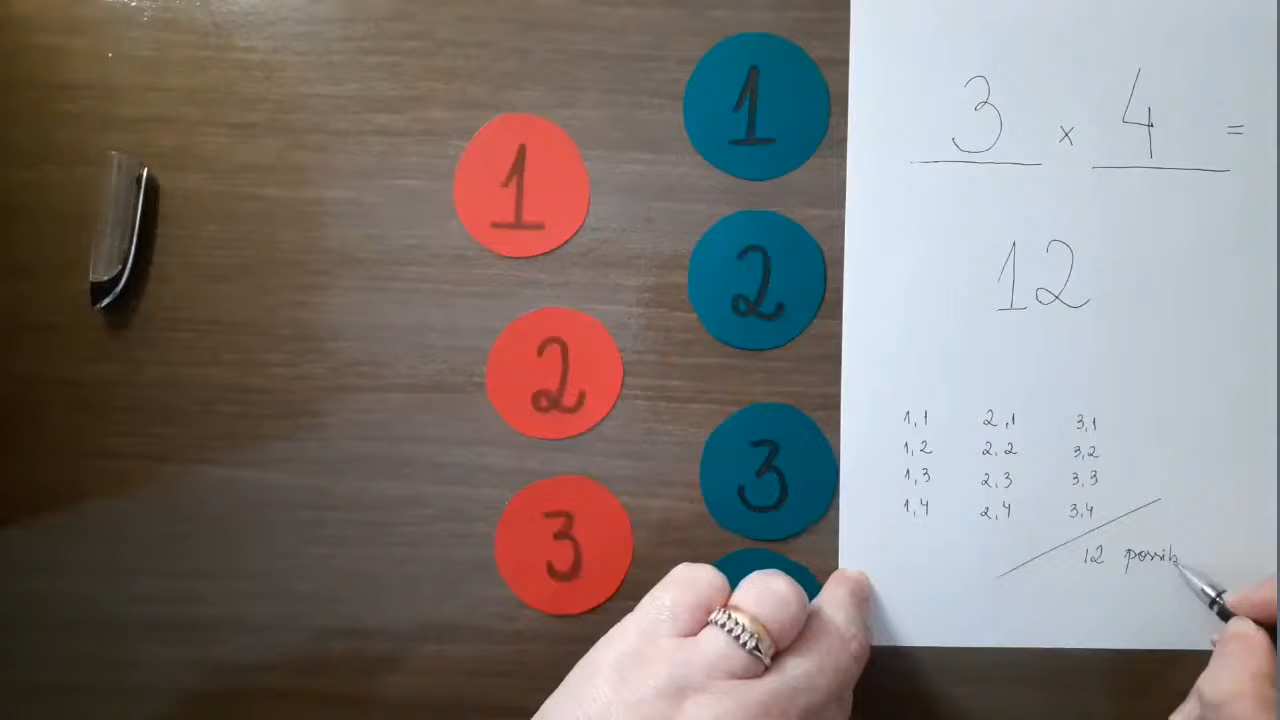 1
2
3
1
2
3
3 x 4 =
12
1,1 2,1 3,1
1,2 2,2 3,2
1,3 2,3 3,3
1,4 2,4 3,4
12 possib